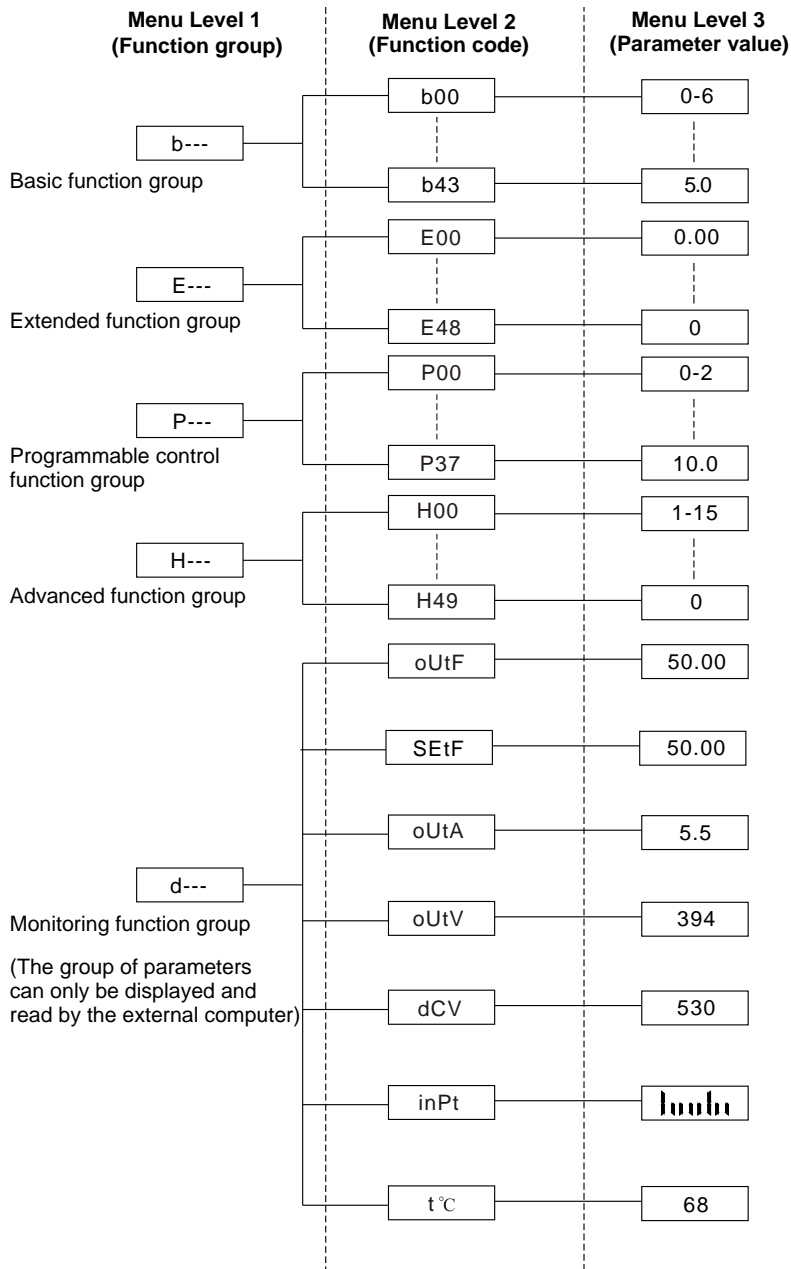 Menu Level 1
(Function group)
Menu Level 2
(Function code)
Menu Level 3
(Parameter value)
b---
Basic function group
b00
0-6
b43
5.0
E---
Extended function group
E00
0.00
E48
0
P---
Programmable control
function group
P00
0-2
P37
10.0
H---
Advanced function group
H00
1-15
H49
0
d---
Monitoring function group
(The group of parameters
can only be displayed and
read by the external computer)
oUtF
50.00
SEtF
50.00
oUtA
5.5
oUtV
394
dCV
530
inPt
t℃
68